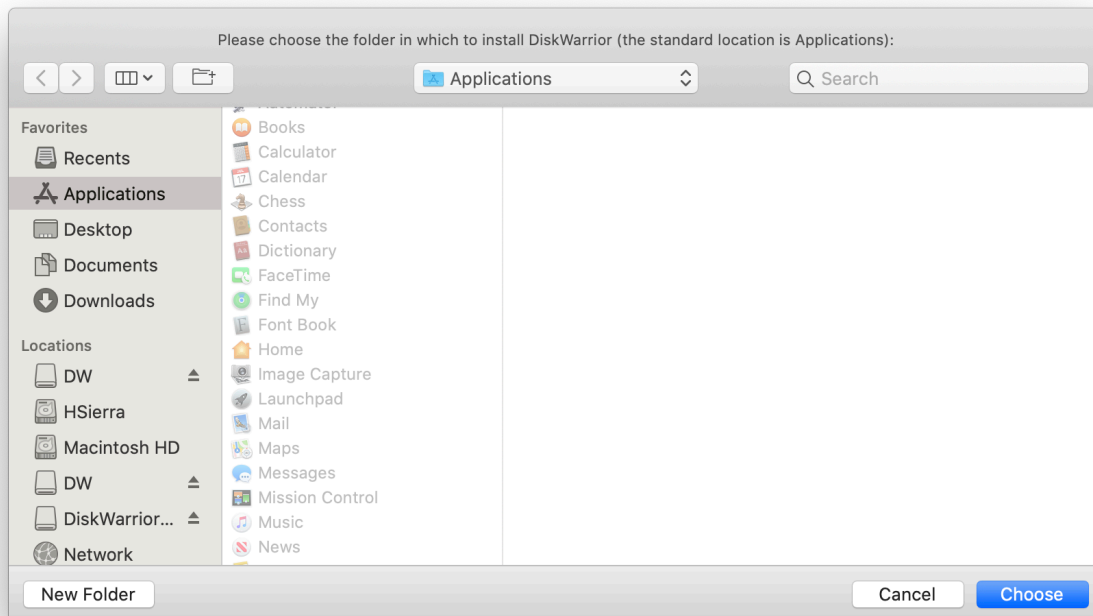 Please choose the folder in which to install DiskWarrior (the standard location is Applications):
Applications
Search
Favorites
Recents
Applications
Desktop
Documents
Downloads
Locations
DW
HSierra
Macintosh HD
DW
DiskWarrior...
Network
Automator
Books
Calculator
Calendar
17
Chess
Contacts
Dictionary
FaceTime
Find My
Font Book
Home
Image Capture
Launchpad
Mail
Maps
Messages
Mission Control
Music
News
New Folder
Cancel
Choose